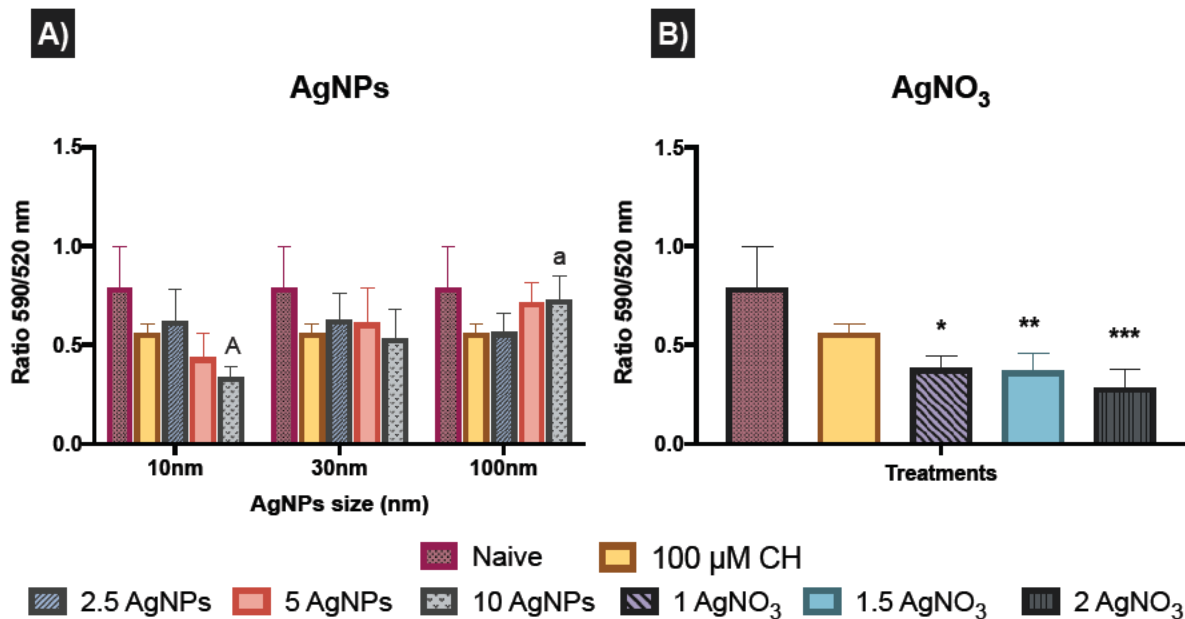 A)
AgNPs
Ratio 590/520 nm
1.5
1.0
0.5
0.0
A
a
10nm
30nm
100nm
AgNPs size (nm)
B)
AgNO₃
Ratio 590/520 nm
1.5
1.0
0.5
0.0
*
**
***
Treatments
Naive
100 µM CH
2.5 AgNPs
5 AgNPs
10 AgNPs
1 AgNO₃
1.5 AgNO₃
2 AgNO₃